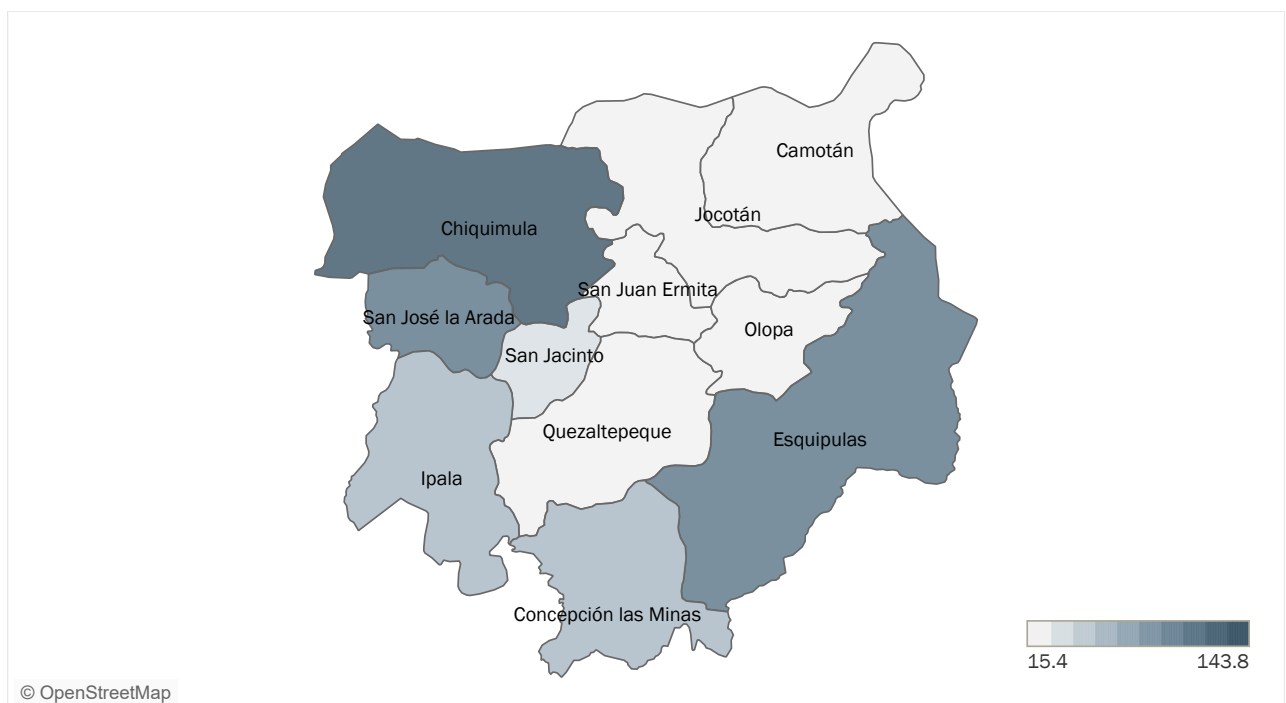 Camotán
Jocotán
Chiquimula
San Juan Ermita
San José la Arada
Olopa
San Jacinto
Quezaltepeque
Esquipulas
Ipala
Concepción las Minas
15.4
143.8
© OpenStreetMap